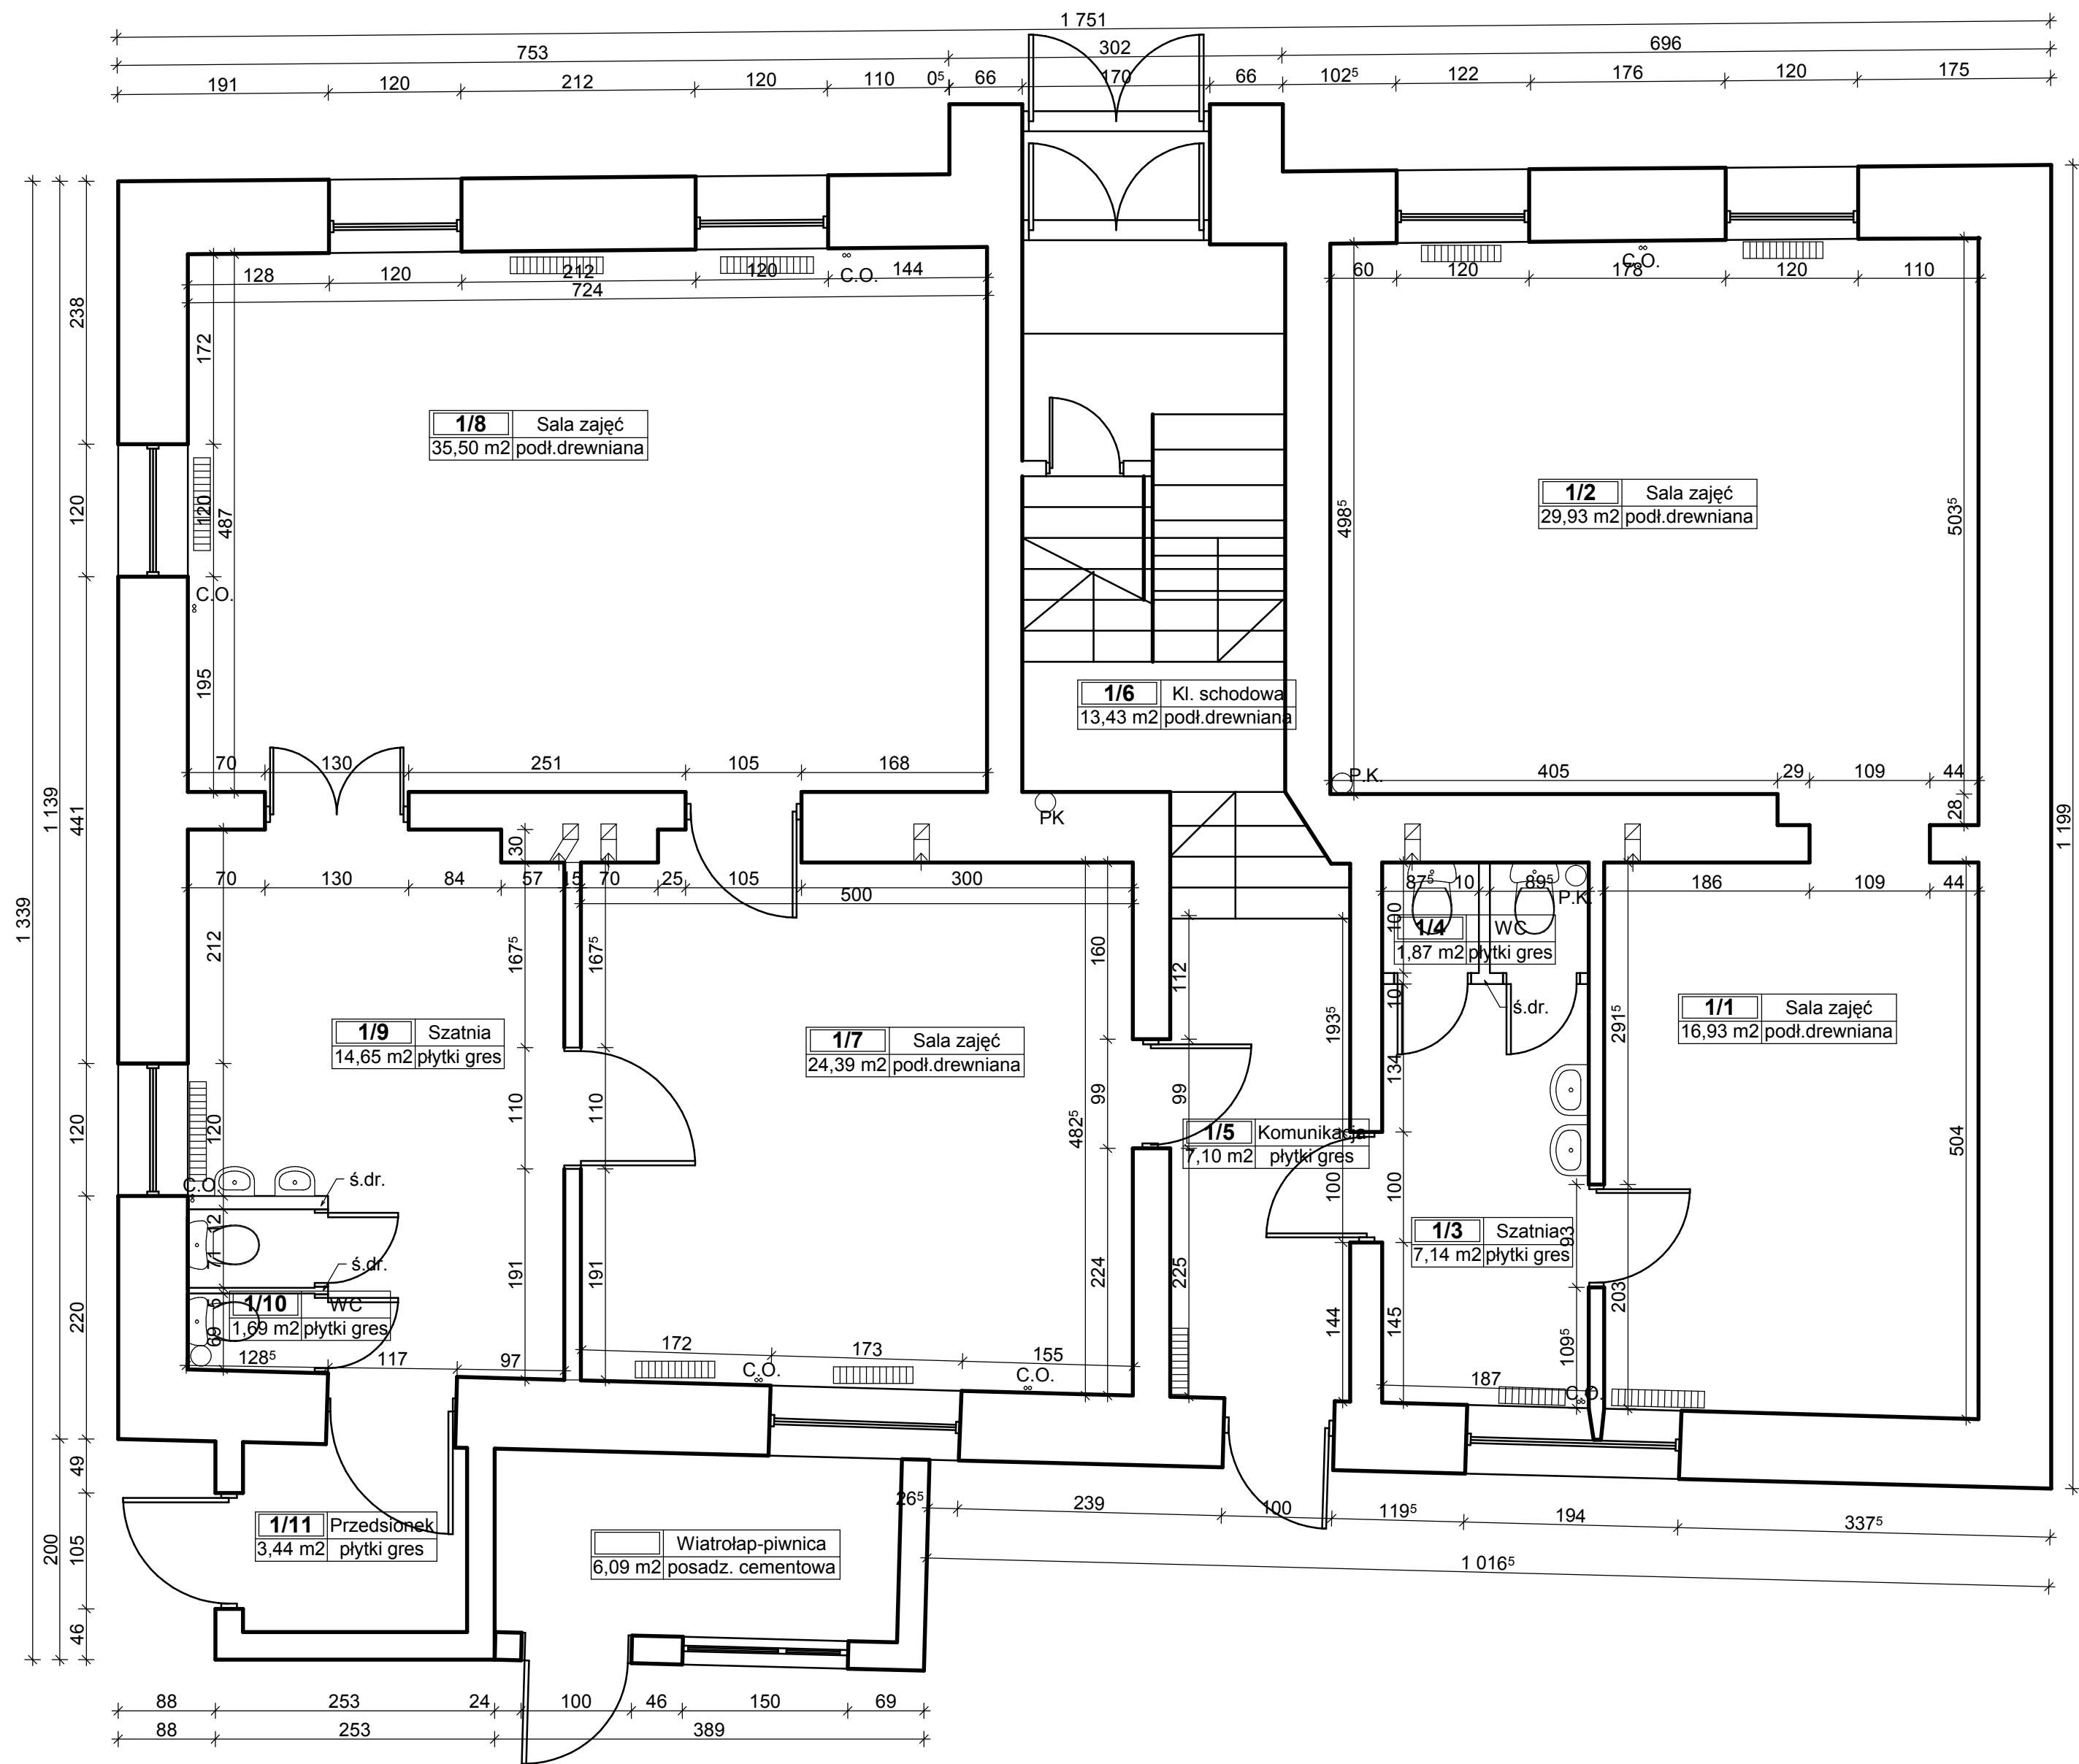 1 751
753 302 696
191 120 212 120 110 0⁵ 66 170 66 102⁵ 122 176 120 175
128 120 212 120 144
C.O.
724
60 120 178 120 110
C.O.
238
172
1/8 Sala zajęć
35,50 m2 podł.drewniana
120
120
487
C.O.
195
1/2 Sala zajęć
29,93 m2 podł.drewniana
498⁵
503⁵
1/6 Kl. schodowa
13,43 m2 podł.drewniana
70 130 251 105 168
P.K.
405 29 109 44
28
PK
1 339
1 139
441
1 199
30
70 130 84 57 15 70 25 105 300
500
87⁵ 10 89⁵ 186 109 44
P.K.
212
167⁵
167⁵
160
112
193⁵
100
1/4 WC
1,87 m2 płytki gres
10
ś.dr.
134
291⁵
1/1 Sala zajęć
16,93 m2 podł.drewniana
1/9 Szatnia
14,65 m2 płytki gres
1/7 Sala zajęć
24,39 m2 podł.drewniana
120
120
110
110
482⁵
99
99
1/5 Komunikacja
7,10 m2 płytki gres
100
100
504
C.O.
ś.dr.
12
71
ś.dr.
5
69
1/10 WC
1,69 m2 płytki gres
220
191
191
224
225
144
145
1/3 Szatnia
7,14 m2 płytki gres
93
203
109⁵
128⁵ 117 97
172 173 155
C.O.
C.O.
187
C.O.
49
105
46
200
1/11 Przedsionek
3,44 m2 płytki gres
Wiatrołap-piwnica
6,09 m2 posadz. cementowa
26⁵ 239 100 119⁵ 194 337⁵
1 016⁵
88 253 24 100 46 150 69
88 253 389